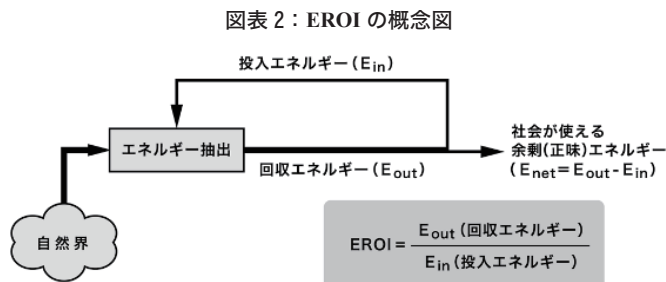 図表 2：EROI の概念図
投入エネルギー(Ein)
エネルギー抽出
回収エネルギー(Eout)
社会が使える
余剰(正味)エネルギー
(Enet=Eout-Ein)
自然界
EROI= Eout(回収エネルギー)
Ein(投入エネルギー)